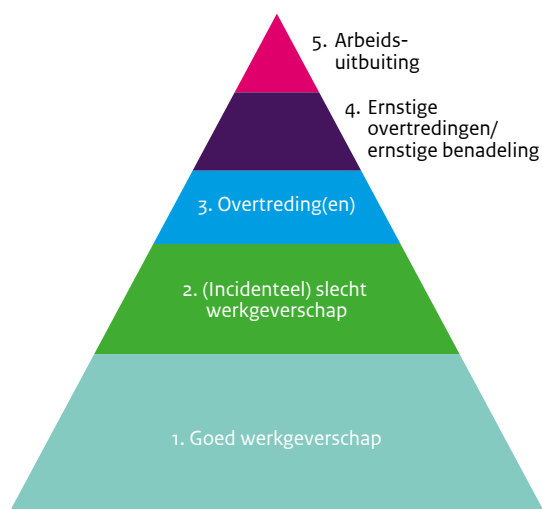 5. Arbeids-
uitbuiting
4. Ernstige
overtredingen/
ernstige benadeling
3. Overtreding(en)
2. (Incidenteel) slecht
werkgeverschap
1. Goed werkgeverschap